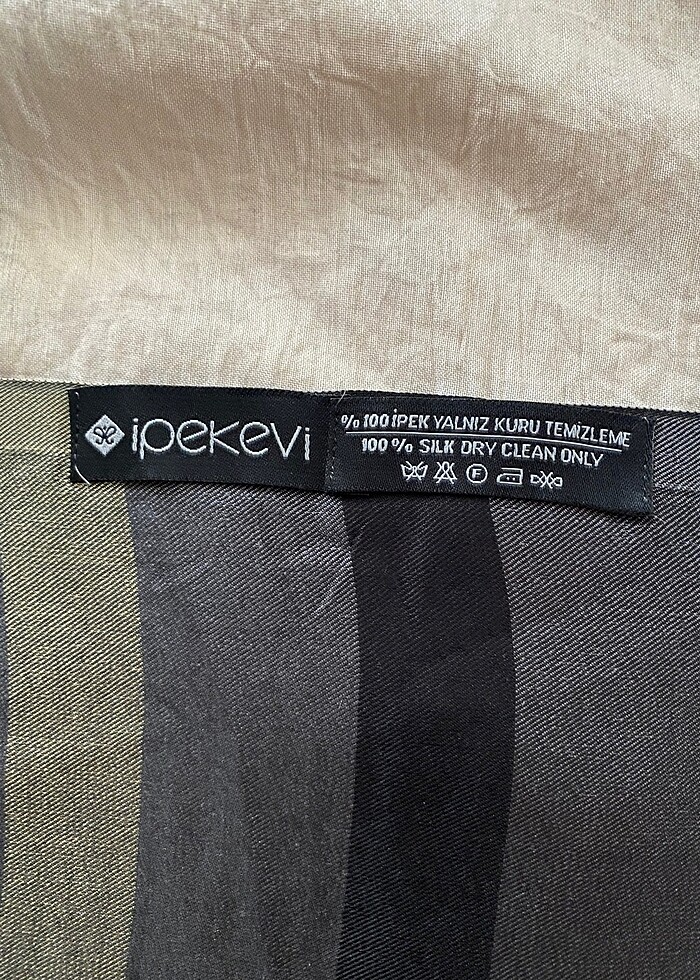 ipekevi
% 100 İPEK YALNIZ KURU TEMİZLEME
100 % SILK DRY CLEAN ONLY
F